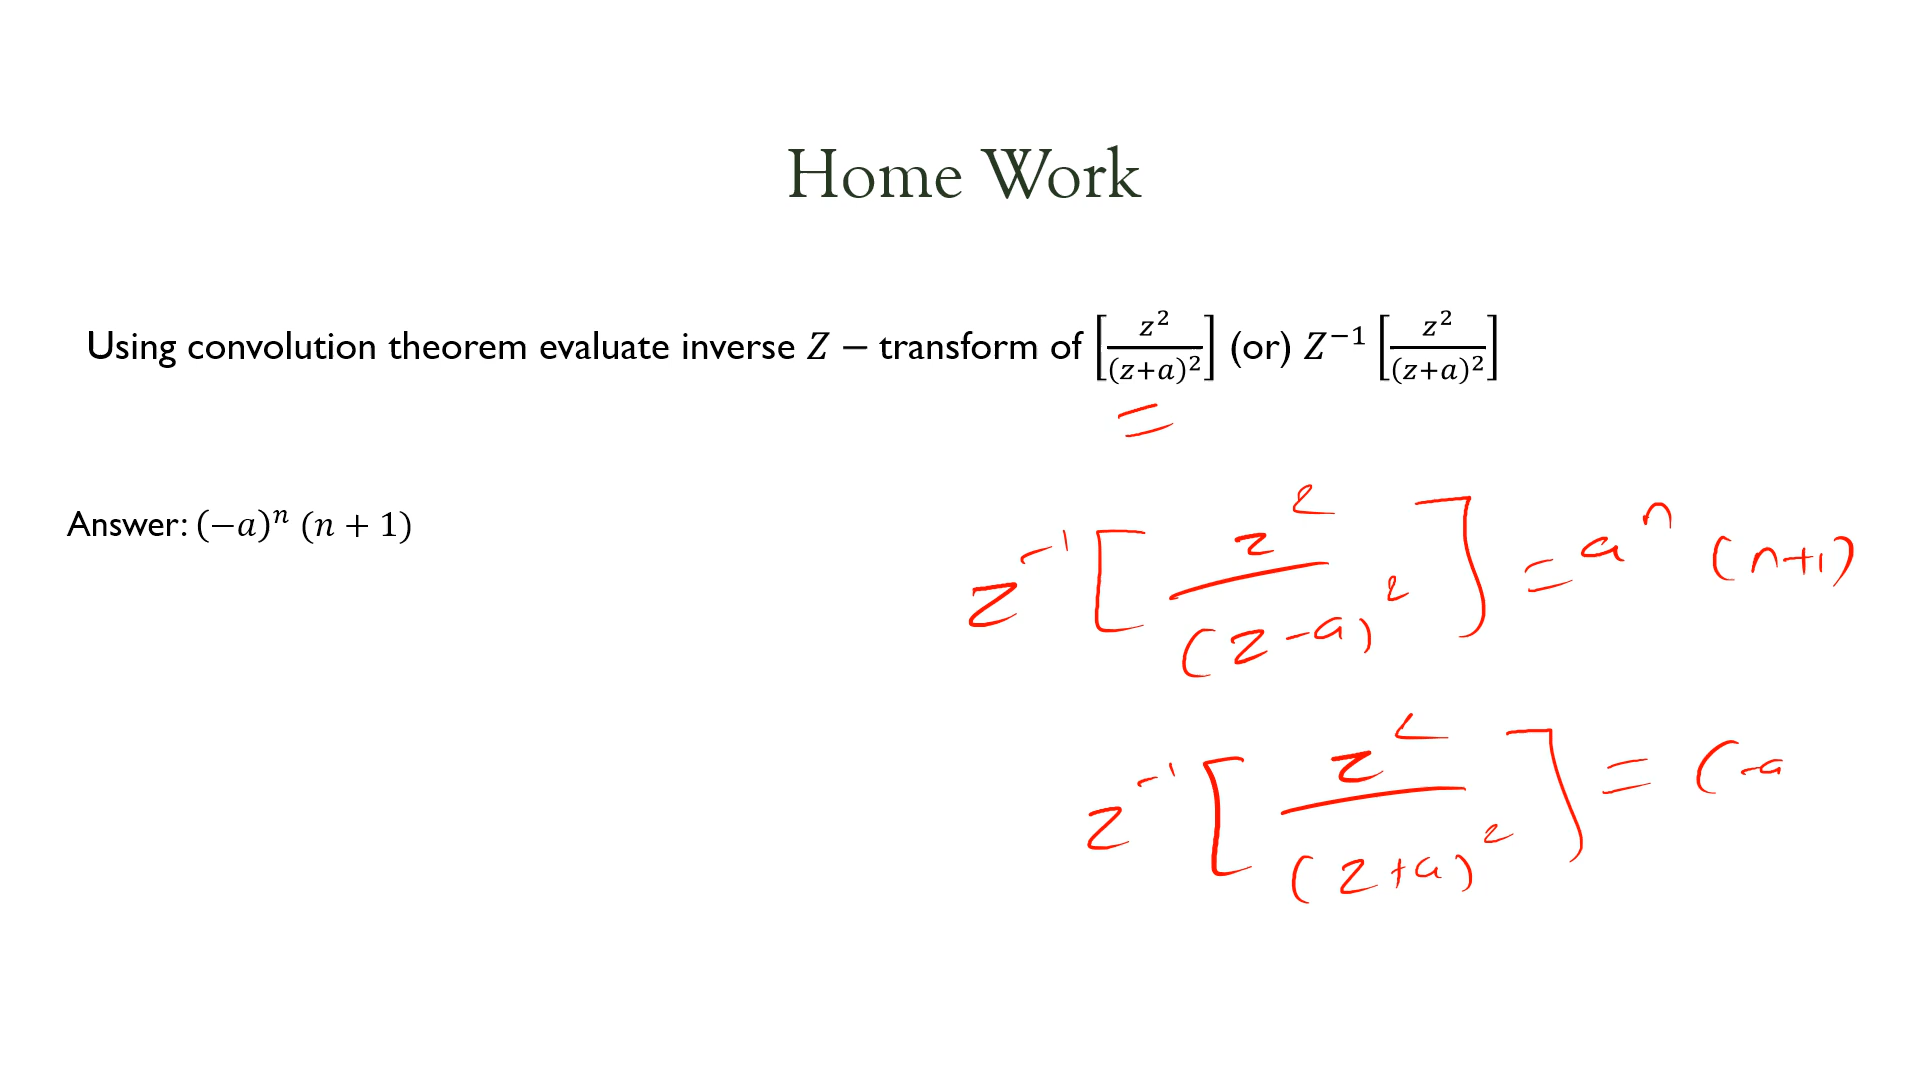 Home Work
Using convolution theorem evaluate inverse Z − transform of [z²/(z+a)²] (or) Z⁻¹ [z²/(z+a)²]
=
Answer: (−a)ⁿ (n + 1)
z⁻¹ [z²/(z-a)²] = aⁿ (n+1)
z⁻¹ [z²/(z+a)²] = (-a